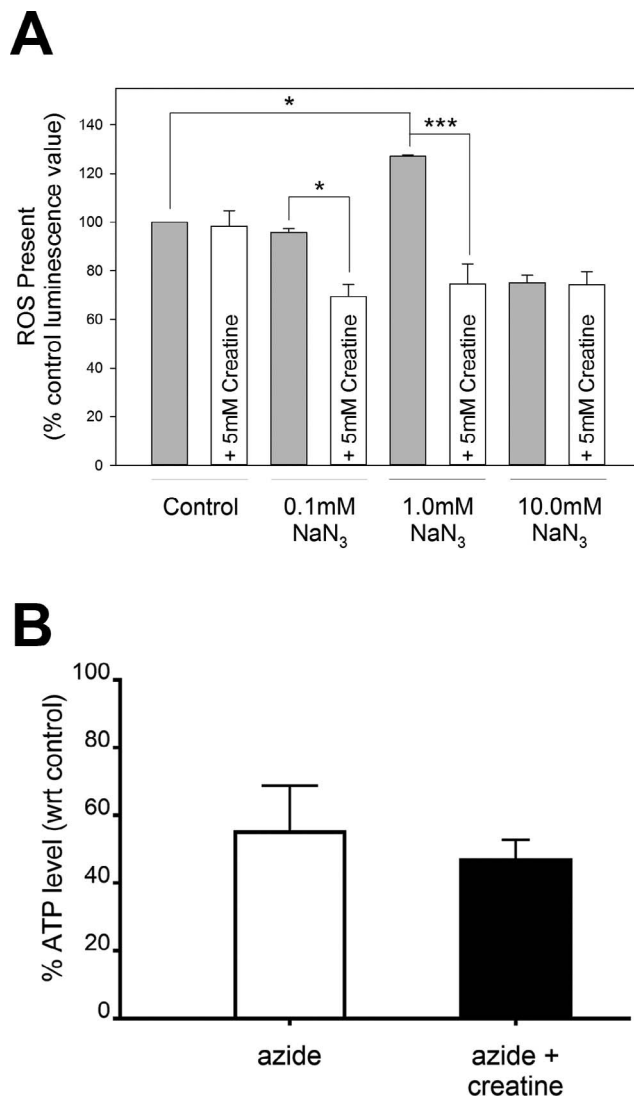 A
ROS Present
(% control luminescence value)
140
120
100
80
60
40
20
0
*
*
***
+ 5mM Creatine
+ 5mM Creatine
+ 5mM Creatine
+ 5mM Creatine
Control
0.1mM
NaN₃
1.0mM
NaN₃
10.0mM
NaN₃
B
% ATP level (wrt control)
100
80
60
40
20
0
azide
azide +
creatine